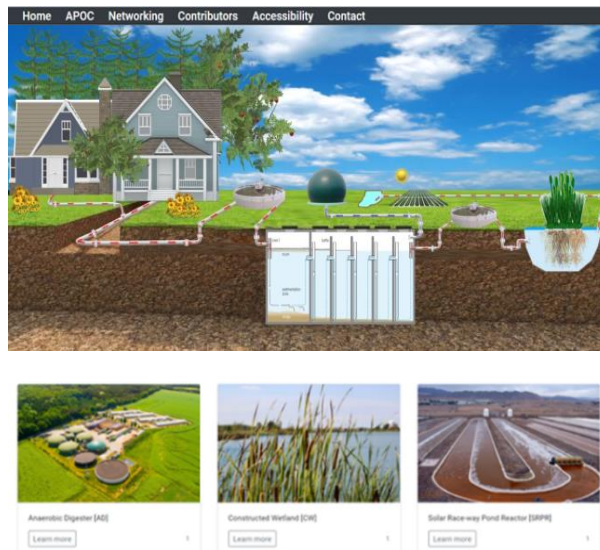 Home APOC Networking Contributors Accessibility Contact
Anaerobic Digester [AD]
Constructed Wetland [CW]
Solar Race-way Pond Reactor [SRPR]
Learn more
Learn more
Learn more